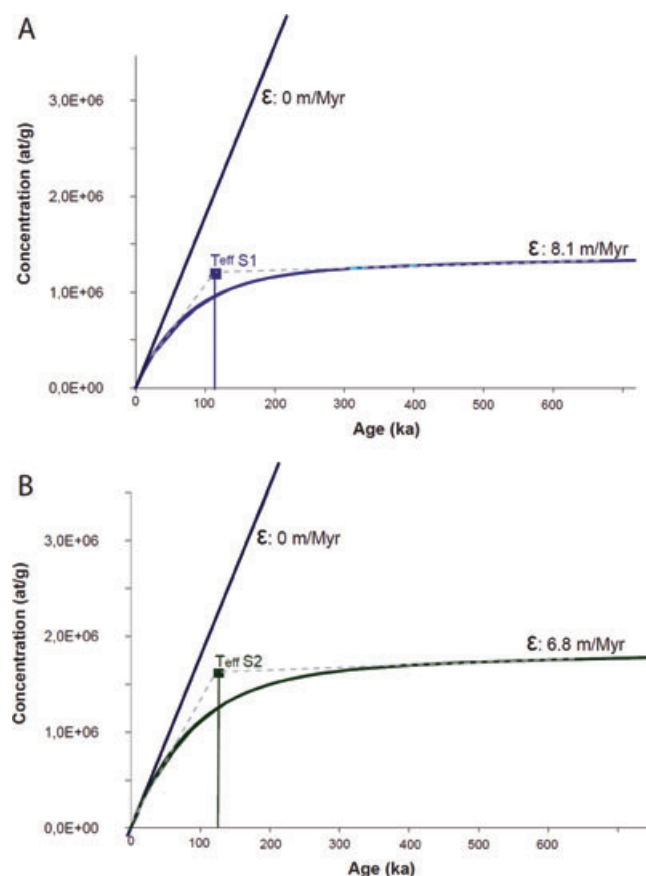 A
Concentration (at/g)
3,0E+06
2,0E+06
1,0E+06
0,0E+00
ε: 0 m/Myr
Teff S1
ε: 8.1 m/Myr
0 100 200 300 400 500 600
Age (ka)
B
Concentration (at/g)
3,0E+06
2,0E+06
1,0E+06
0,0E+00
ε: 0 m/Myr
Teff S2
ε: 6.8 m/Myr
0 100 200 300 400 500 600
Age (ka)